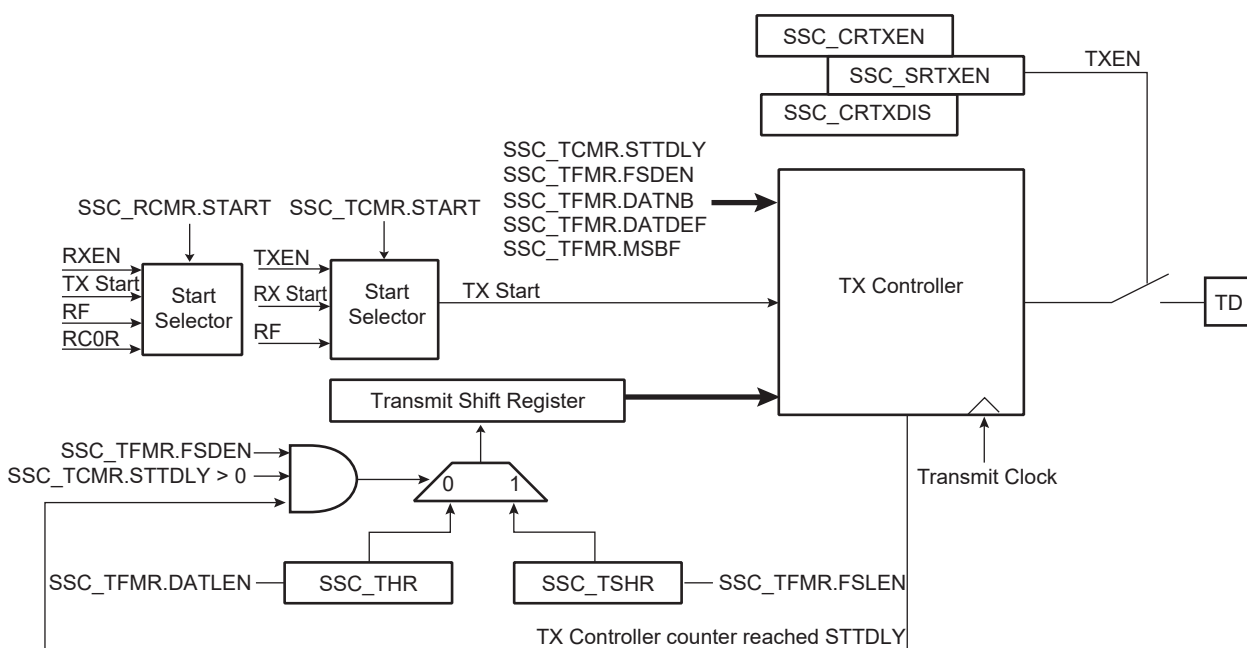 SSC_CRTXEN
SSC_SRTXEN
TXEN
SSC_CRTXDIS
SSC_TCMR.STTDLY
SSC_TFMR.FSDEN
SSC_TFMR.DATNB
SSC_TFMR.DATDEF
SSC_TFMR.MSBF
SSC_RCMR.START
SSC_TCMR.START
RXEN
TX Start
RF
RC0R
Start
Selector
TXEN
RX Start
RF
Start
Selector
TX Start
TX Controller
TD
Transmit Shift Register
Transmit Clock
SSC_TFMR.FSDEN
SSC_TCMR.STTDLY > 0
0
1
SSC_TFMR.DATLEN
SSC_THR
SSC_TSHR
SSC_TFMR.FSLEN
TX Controller counter reached STTDLY